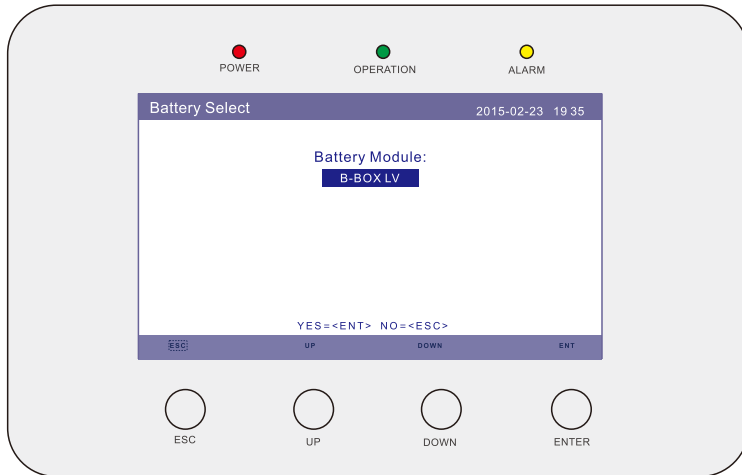 POWER OPERATION ALARM
Battery Select 2015-02-23 19 35
Battery Module:
B-BOX LV
YES=<ENT> NO=<ESC>
ESC UP DOWN ENT
ESC UP DOWN ENTER